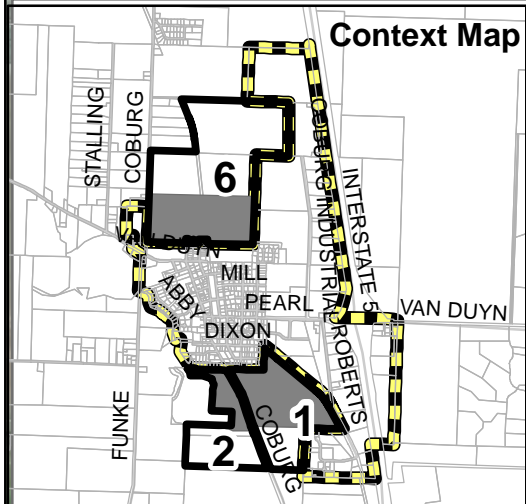 Context Map
STALLING
COBURG
6
COBURG INDUSTRIAL
INTERSTATE 5
VAN DUYN
MILL
ABBY
PEARL
VAN DUYN
DIXON
ROBERTS
FUNKE
COBURG
1
2